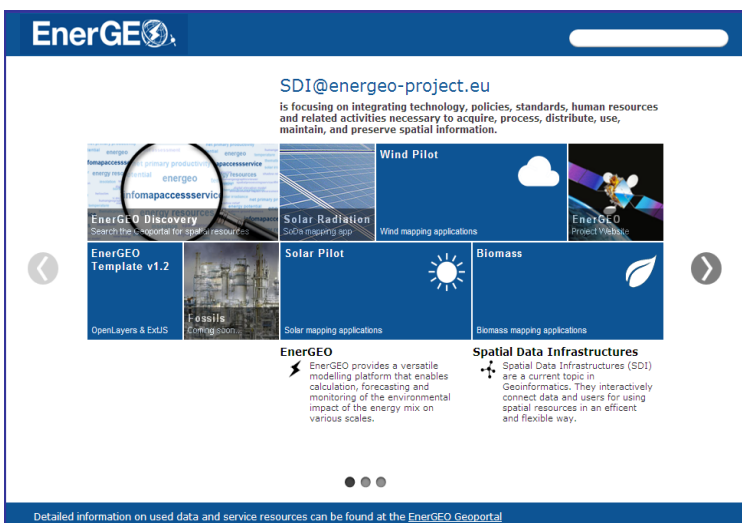 EnerGEO
SDI@energeo-project.eu
is focusing on integrating technology, policies, standards, human resources
and related activities necessary to acquire, process, distribute, use,
maintain, and preserve spatial information.
energeo
infomapaccessservice
EnerGEO Discovery
Search the Geoportal for spatial resources
Solar Radiation
SoDa mapping app
Wind Pilot
Wind mapping applications
EnerGEO
Project Website
EnerGEO
Template v1.2
OpenLayers & ExtJS
Fossils
Coming soon...
Solar Pilot
Solar mapping applications
Biomass
Biomass mapping applications
EnerGEO
EnerGEO provides a versatile
modelling platform that enables
calculation, forecasting and
monitoring of the environmental
impact of the energy mix on
various scales.
Spatial Data Infrastructures
Spatial Data Infrastructures (SDI)
are a current topic in
Geoinformatics. They interactively
connect data and users for using
spatial resources in an efficent
and flexible way.
Detailed information on used data and service resources can be found at the EnerGEO Geoportal